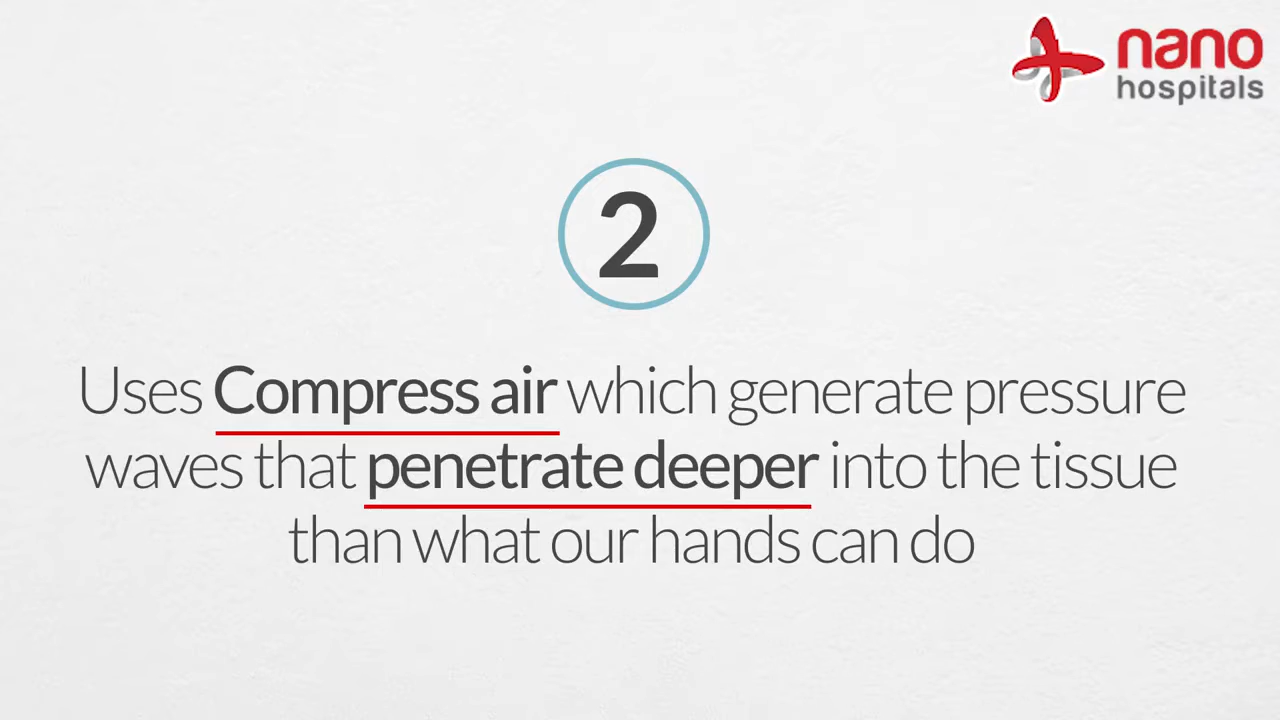 nano
hospitals
2
Uses Compress air which generate pressure
waves that penetrate deeper into the tissue
than what our hands can do